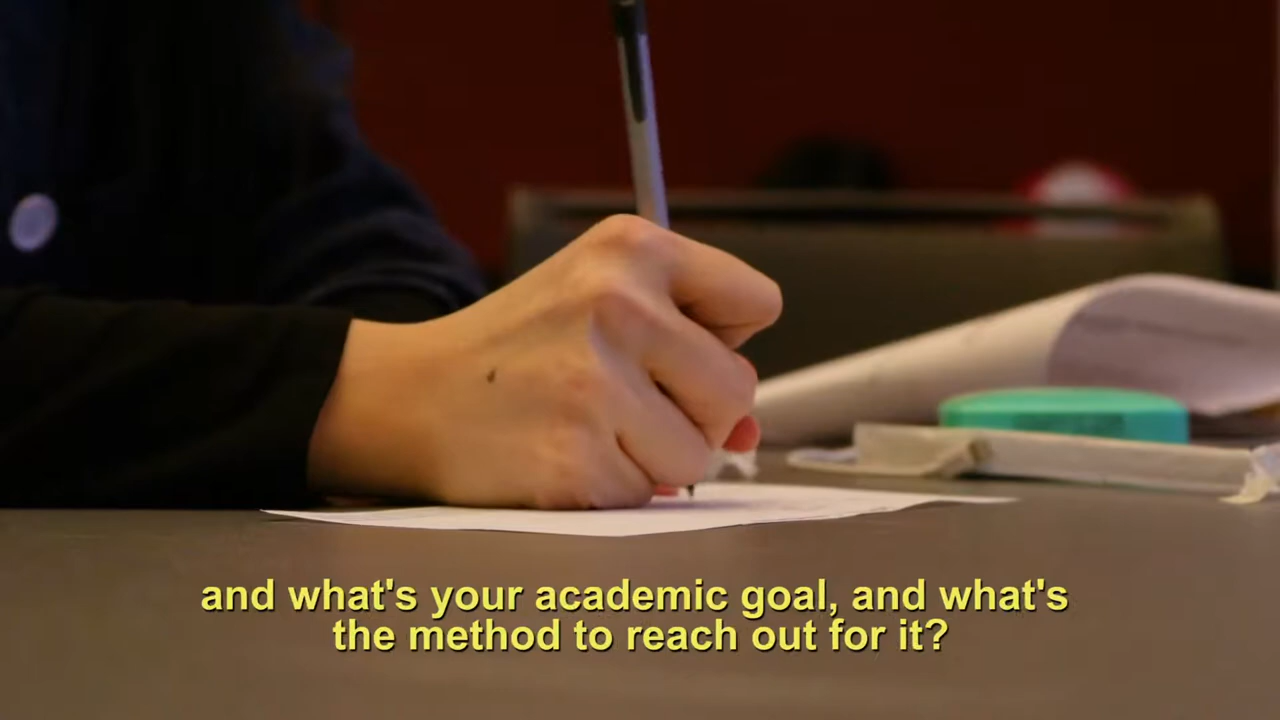 and what's your academic goal, and what's
the method to reach out for it?